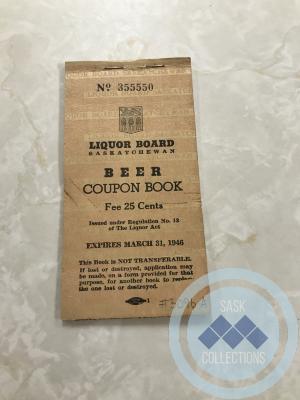 Nº 355550
LIQUOR BOARD
SASKATCHEWAN
BEER
COUPON BOOK
Fee 25 Cents
Issued under Regulation No. 12
of The Liquor Act
EXPIRES MARCH 31, 1946
This Book is NOT TRANSFERABLE.
If lost or destroyed, application may
be made, on a form provided for that
purpose, for another book to replace
the one lost or destroyed.
SASK
COLLECTIONS